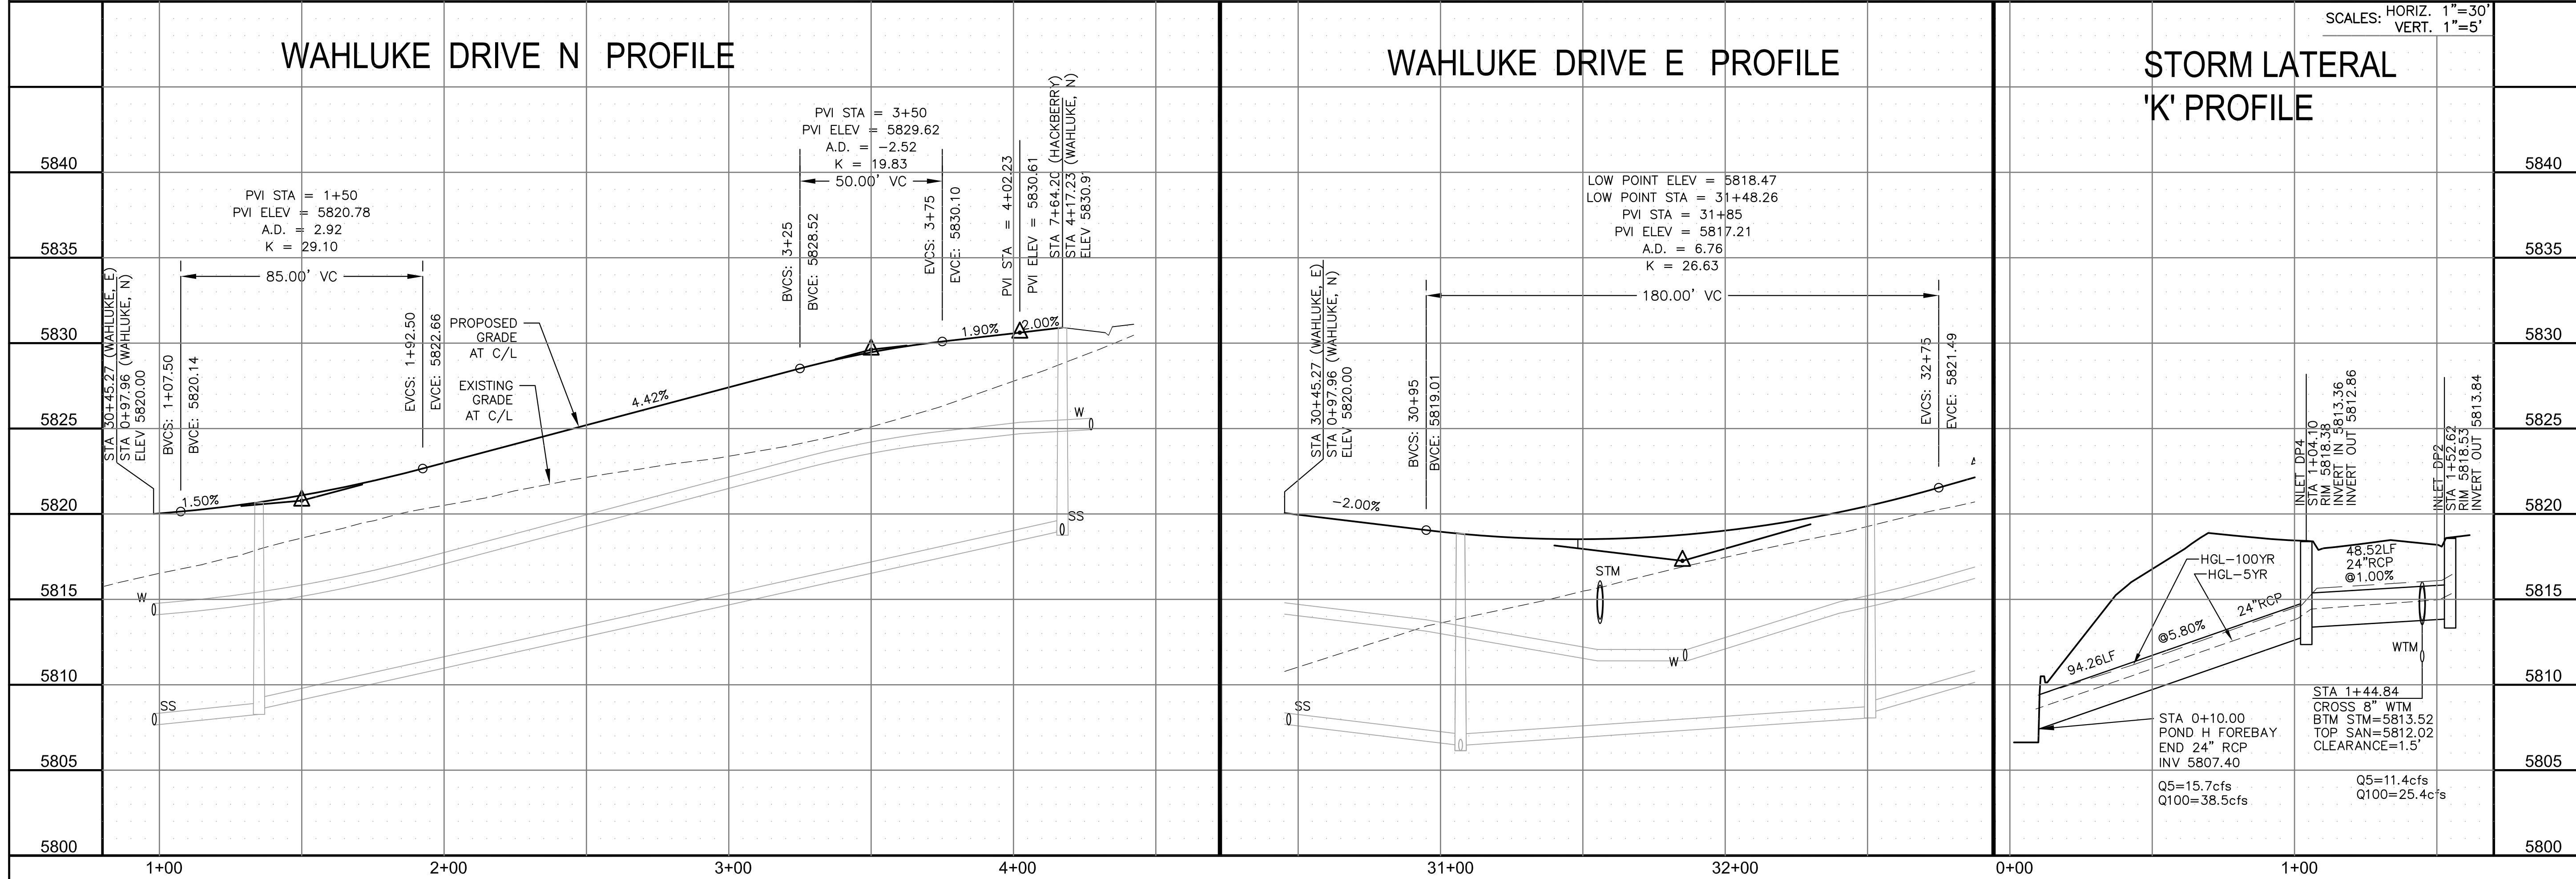 SCALES: HORIZ. 1"=30'
VERT. 1"=5'
WAHLUKE DRIVE N PROFILE
5840
5835
5830
5825
5820
5815
5810
5805
5800
1+00
2+00
3+00
4+00
STA 30+45.27 (WAHLUKE, E)
STA 0+97.96 (WAHLUKE, N)
ELEV 5820.00
BVCS: 1+07.50
BVCE: 5820.14
PVI STA = 1+50
PVI ELEV = 5820.78
A.D. = 2.92
K = 29.10
85.00' VC
EVCS: 1+92.50
EVCE: 5822.66
PROPOSED
GRADE
AT C/L
EXISTING
GRADE
AT C/L
1.50%
4.42%
BVCS: 3+25
BVCE: 5828.52
PVI STA = 3+50
PVI ELEV = 5829.62
A.D. = -2.52
K = 19.83
50.00' VC
EVCS: 3+75
EVCE: 5830.10
PVI STA = 4+02.23
PVI ELEV = 5830.61
STA 7+64.20 (HACKBERRY)
STA 4+17.23 (WAHLUKE, N)
ELEV 5830.91
1.90%
2.00%
W
W
SS
SS
WAHLUKE DRIVE E PROFILE
STA 30+45.27 (WAHLUKE, E)
STA 0+97.96 (WAHLUKE, N)
ELEV 5820.00
-2.00%
BVCS: 30+95
BVCE: 5819.01
LOW POINT ELEV = 5818.47
LOW POINT STA = 31+48.26
PVI STA = 31+85
PVI ELEV = 5817.21
A.D. = 6.76
K = 26.63
180.00' VC
EVCS: 32+75
EVCE: 5821.49
STM
W
SS
31+00
32+00
STORM LATERAL
'K' PROFILE
INLET DP4
STA 1+04.10
RIM 5818.38
INVERT IN 5813.36
INVERT OUT 5812.86
INLET DP2
STA 1+52.62
RIM 5818.53
INVERT OUT 5813.84
HGL-100YR
HGL-5YR
48.52LF
24"RCP
@1.00%
94.26LF
@5.80%
24"RCP
WTM
STA 1+44.84
CROSS 8" WTM
BTM STM=5813.52
TOP SAN=5812.02
CLEARANCE=1.5'
STA 0+10.00
POND H FOREBAY
END 24" RCP
INV 5807.40
Q5=15.7cfs
Q100=38.5cfs
Q5=11.4cfs
Q100=25.4cfs
0+00
1+00
5840
5835
5830
5825
5820
5815
5810
5805
5800